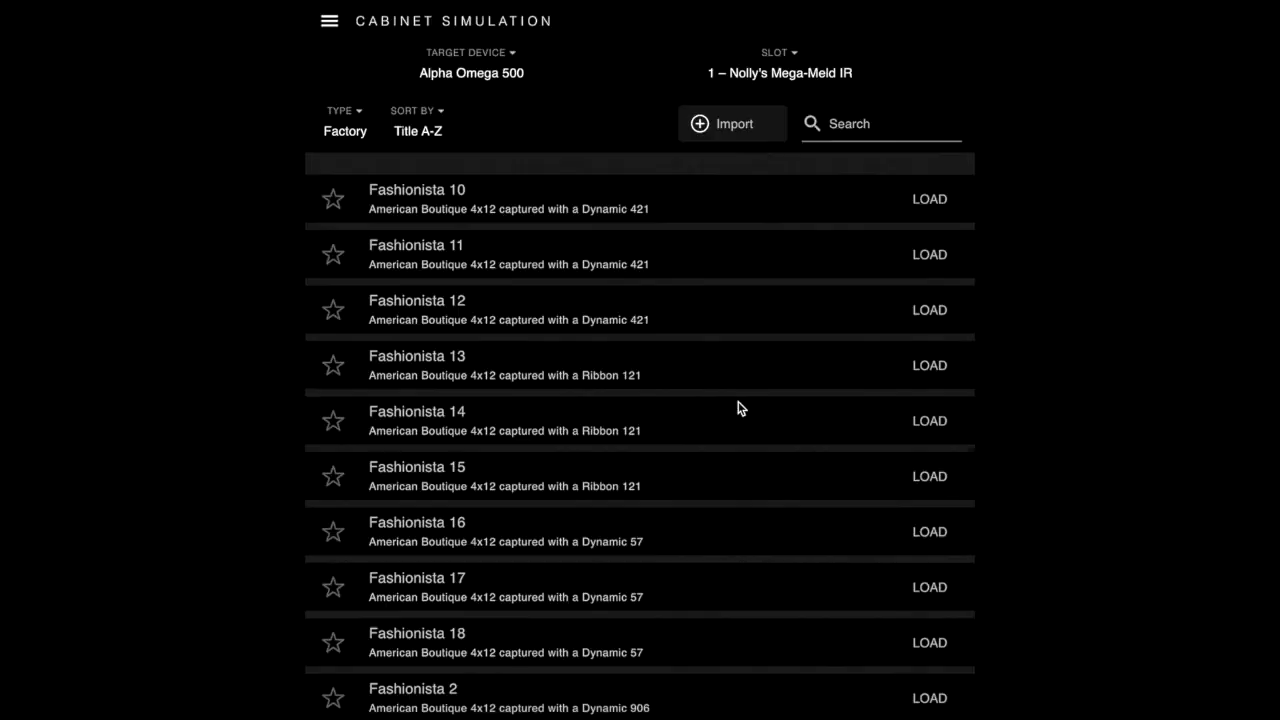 CABINET SIMULATION
TARGET DEVICE
Alpha Omega 500
SLOT
1 – Nolly's Mega-Meld IR
TYPE
Factory
SORT BY
Title A-Z
Import
Search
Fashionista 10
American Boutique 4x12 captured with a Dynamic 421
LOAD
Fashionista 11
American Boutique 4x12 captured with a Dynamic 421
LOAD
Fashionista 12
American Boutique 4x12 captured with a Dynamic 421
LOAD
Fashionista 13
American Boutique 4x12 captured with a Ribbon 121
LOAD
Fashionista 14
American Boutique 4x12 captured with a Ribbon 121
LOAD
Fashionista 15
American Boutique 4x12 captured with a Ribbon 121
LOAD
Fashionista 16
American Boutique 4x12 captured with a Dynamic 57
LOAD
Fashionista 17
American Boutique 4x12 captured with a Dynamic 57
LOAD
Fashionista 18
American Boutique 4x12 captured with a Dynamic 57
LOAD
Fashionista 2
American Boutique 4x12 captured with a Dynamic 906
LOAD